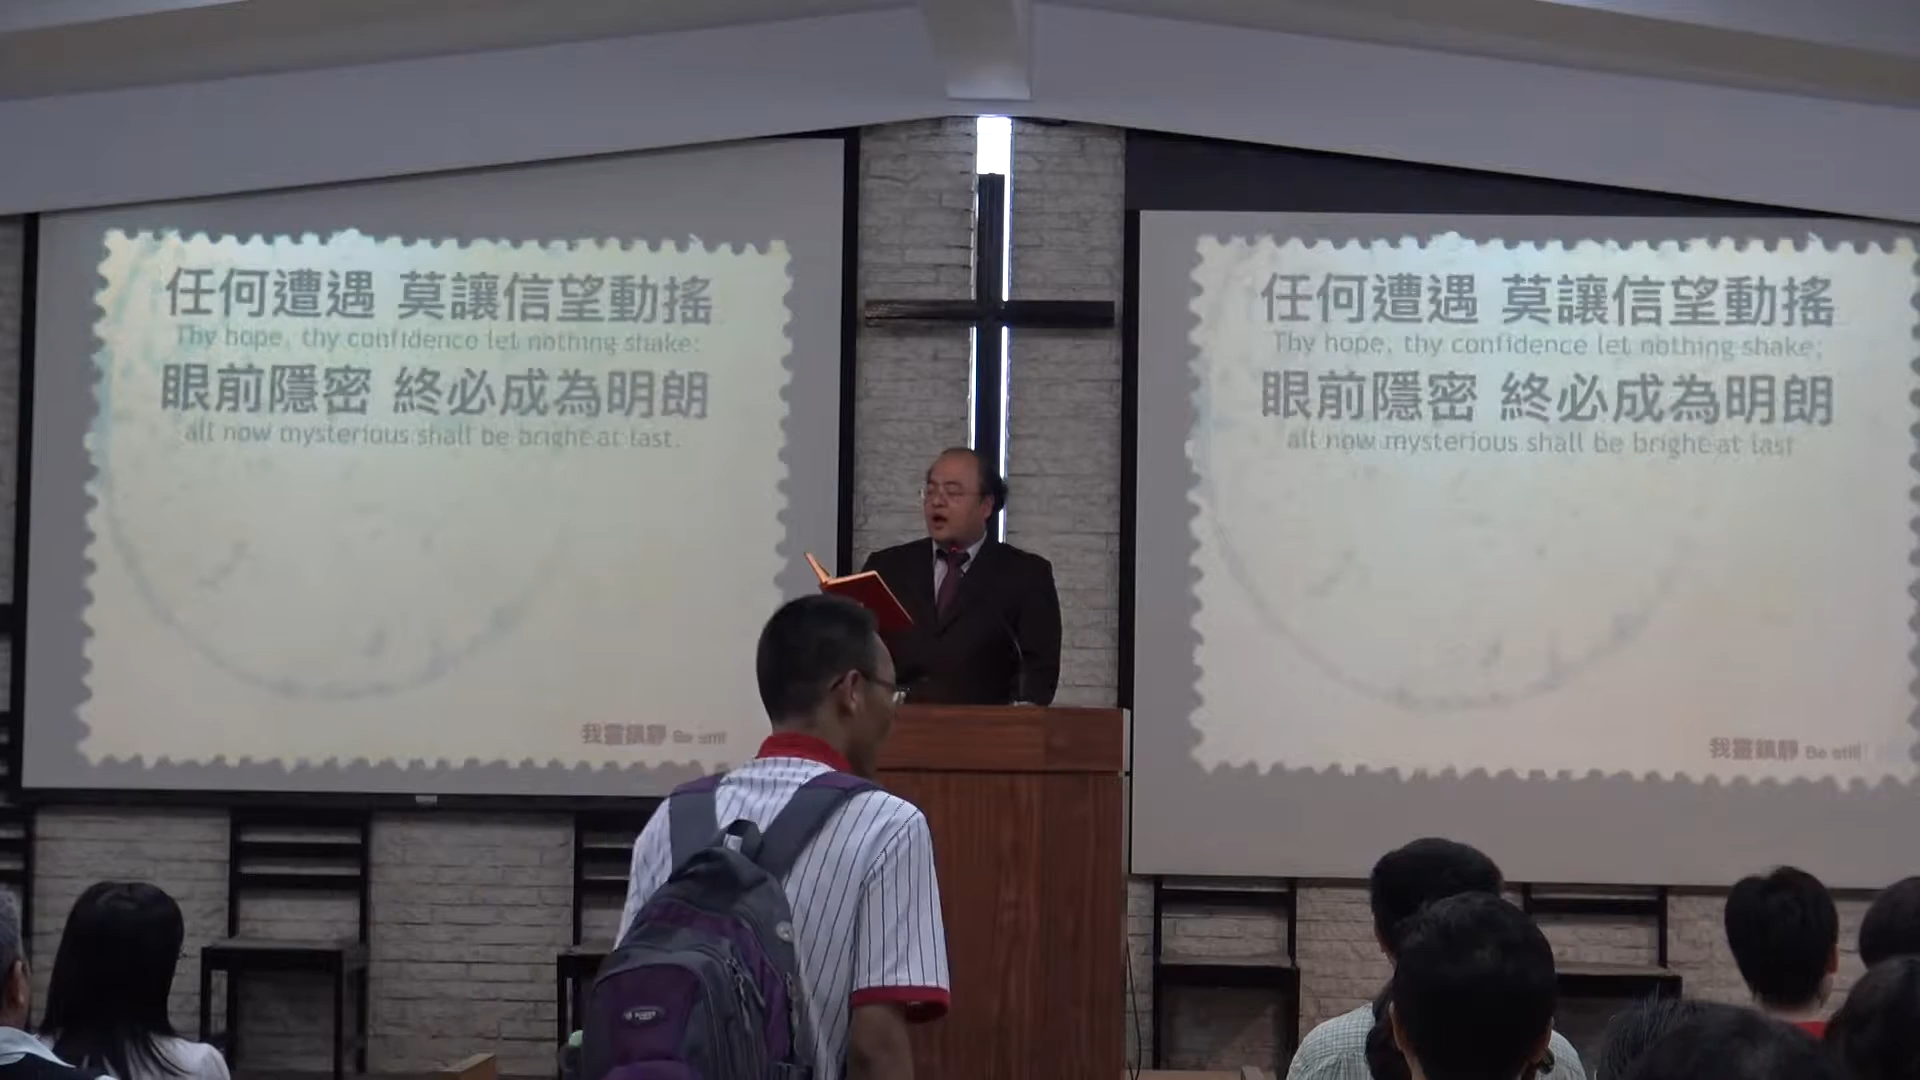 任何遭遇 莫讓信望動搖
Thy hope, thy confidence let nothing shake;
眼前隱密 終必成為明朗
all now mysterious shall be bright at last.
我靈鎮靜 Be still
任何遭遇 莫讓信望動搖
Thy hope, thy confidence let nothing shake;
眼前隱密 終必成為明朗
all now mysterious shall be bright at last
我靈鎮靜 Be still